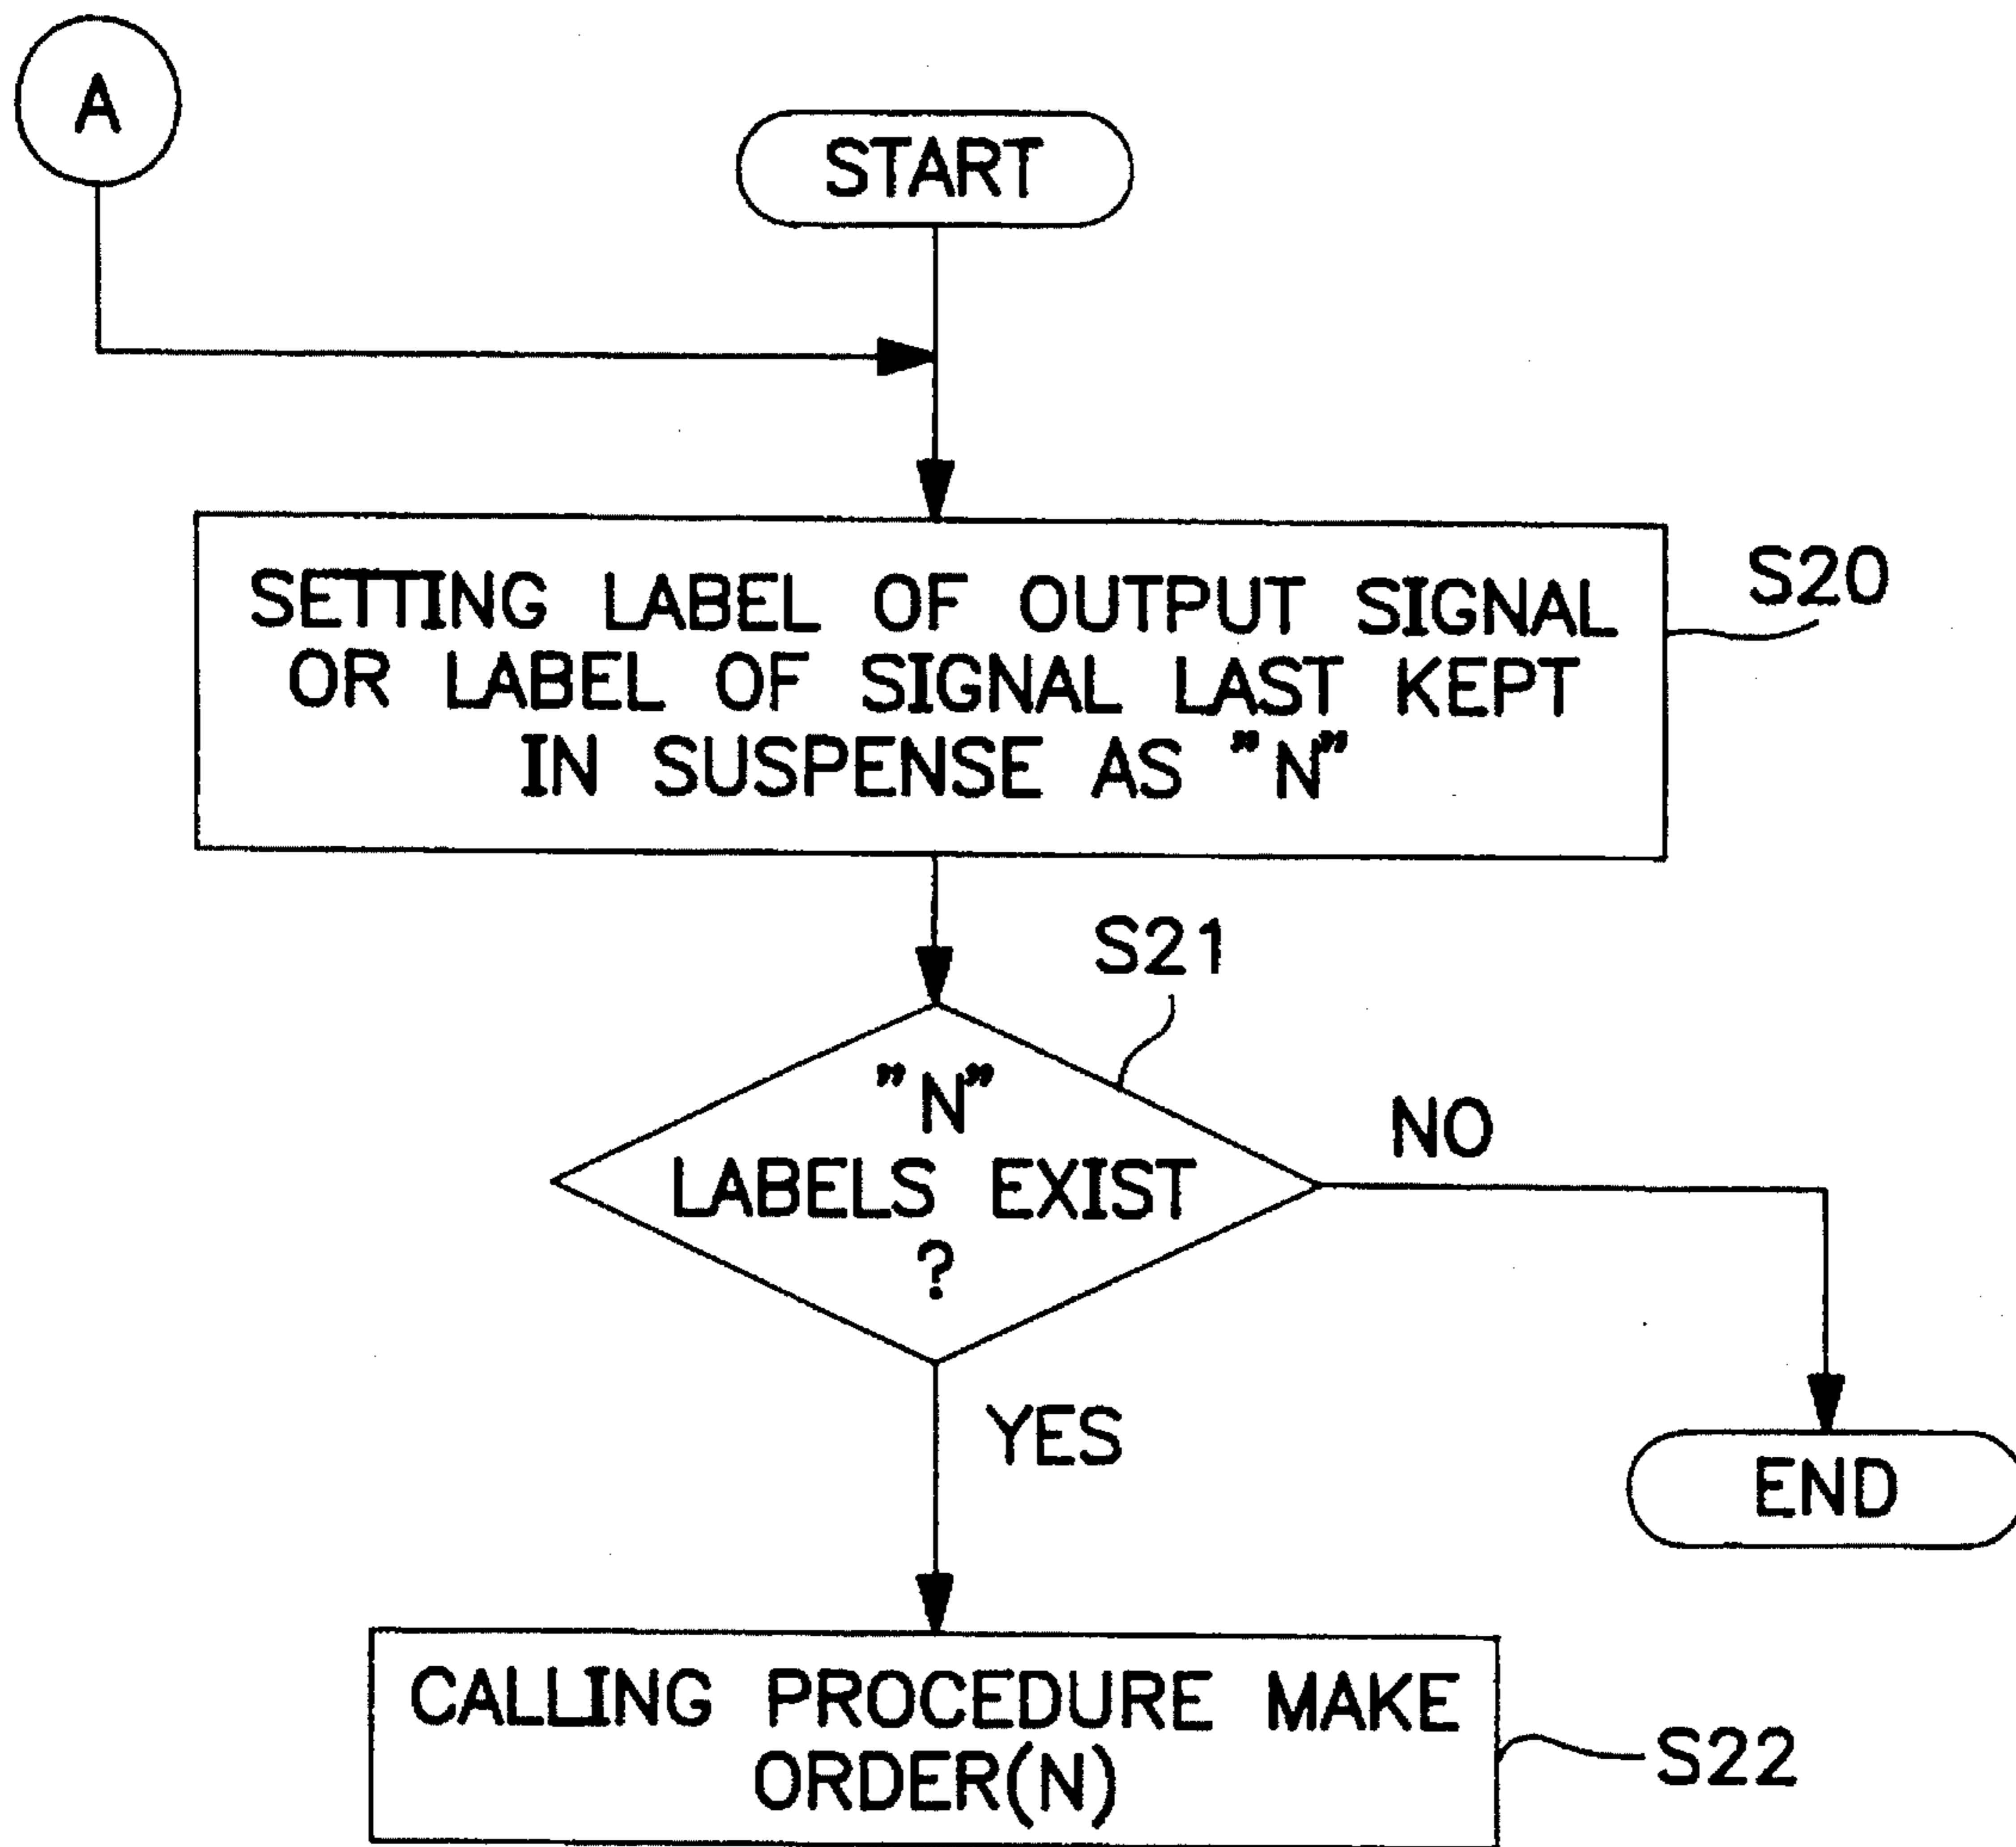 A
START
SETTING LABEL OF OUTPUT SIGNAL
OR LABEL OF SIGNAL LAST KEPT
IN SUSPENSE AS "N"
S20
S21
"N"
LABELS EXIST
?
NO
YES
END
CALLING PROCEDURE MAKE
ORDER(N)
S22